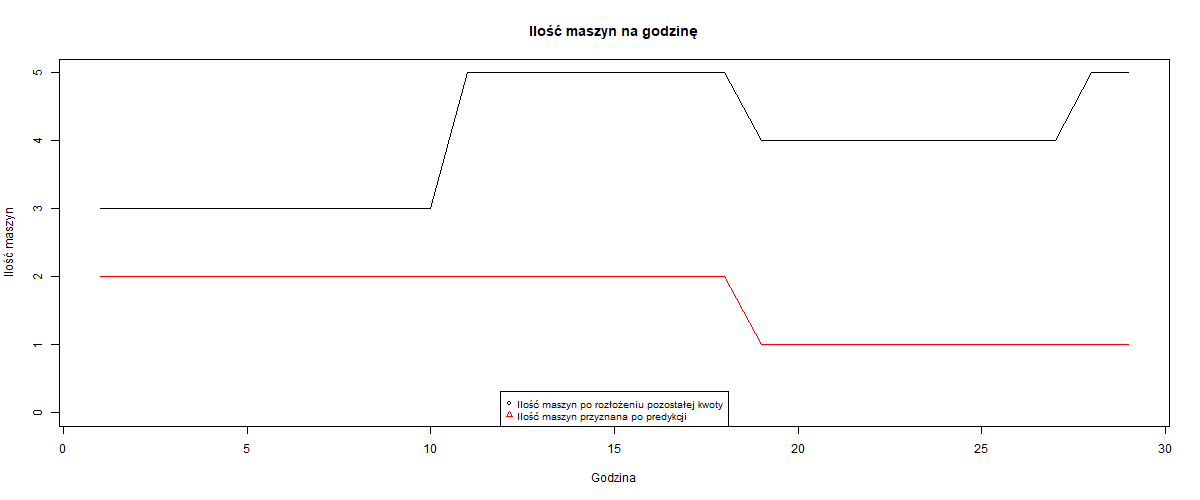 Ilość maszyn na godzinę
Ilość maszyn
5
4
3
2
1
0
Ilość maszyn po rozłożeniu pozostałej kwoty
Ilość maszyn przyznana po predykcji
0 5 10 15 20 25 30
Godzina